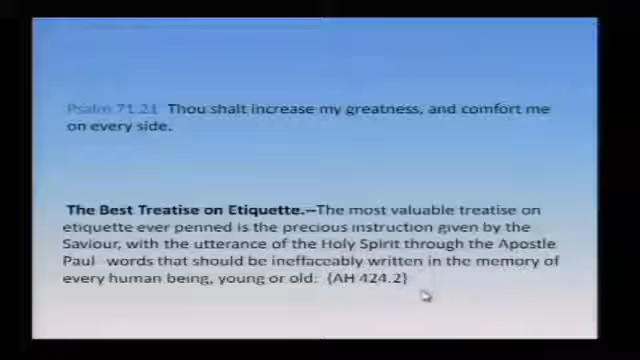 Psalm 71.21 Thou shalt increase my greatness, and comfort me
on every side.
The Best Treatise on Etiquette.--The most valuable treatise on
etiquette ever penned is the precious instruction given by the
Saviour, with the utterance of the Holy Spirit through the Apostle
Paul words that should be ineffaceably written in the memory of
every human being, young or old: {AH 424.2}